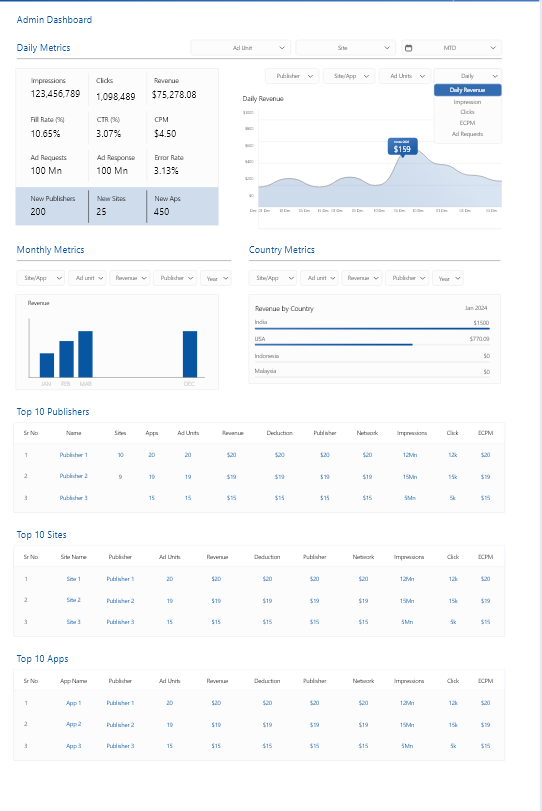 Admin Dashboard
Daily Metrics
Ad Unit Site MTO
Impressions Clicks Revenue
123,456,789 1,098,489 $75,278.08
Fill Rate (%) CTR (%) CPM
10.65% 3.07% $4.50
Ad Requests Ad Response Error Rate
100 Mn 100 Mn 3.13%
New Publishers New Sites New Aps
200 25 450
Publisher Site/App Ad Units Daily
Daily Revenue
Impression
Clicks
ECPM
Ad Requests
Daily Revenue
$159
$0
Monthly Metrics
Site/App Ad unit Revenue Publisher Year
Revenue
JAN FEB MAR DEC
Country Metrics
Site/App Ad unit Revenue Publisher Year
Revenue by Country Jan 2024
India $1500
USA $770.09
Indonesia $0
Malaysia $0
Top 10 Publishers
Sr No Name Sites Apps Ad Units Revenue Deduction Publisher Network Impressions Click ECPM
1 Publisher 1 10 20 20 $20 $20 $20 $20 12Mn 12k $20
2 Publisher 2 9 19 19 $19 $19 $19 $19 15Mn 15k $19
3 Publisher 3 15 15 $15 $15 $15 $15 5Mn 5k $15
Top 10 Sites
Sr No Site Name Publisher Ad Units Revenue Deduction Publisher Network Impressions Click ECPM
1 Site 1 Publisher 1 20 $20 $20 $20 $20 12Mn 12k $20
2 Site 2 Publisher 2 19 $19 $19 $19 $19 15Mn 15k $19
3 Site 3 Publisher 3 15 $15 $15 $15 $15 5Mn 5k $15
Top 10 Apps
Sr No App Name Publisher Ad Units Revenue Deduction Publisher Network Impressions Click ECPM
1 App 1 Publisher 1 20 $20 $20 $20 $20 12Mn 12k $20
2 App 2 Publisher 2 19 $19 $19 $19 $19 15Mn 15k $19
3 App 3 Publisher 3 15 $15 $15 $15 $15 5Mn 5k $15